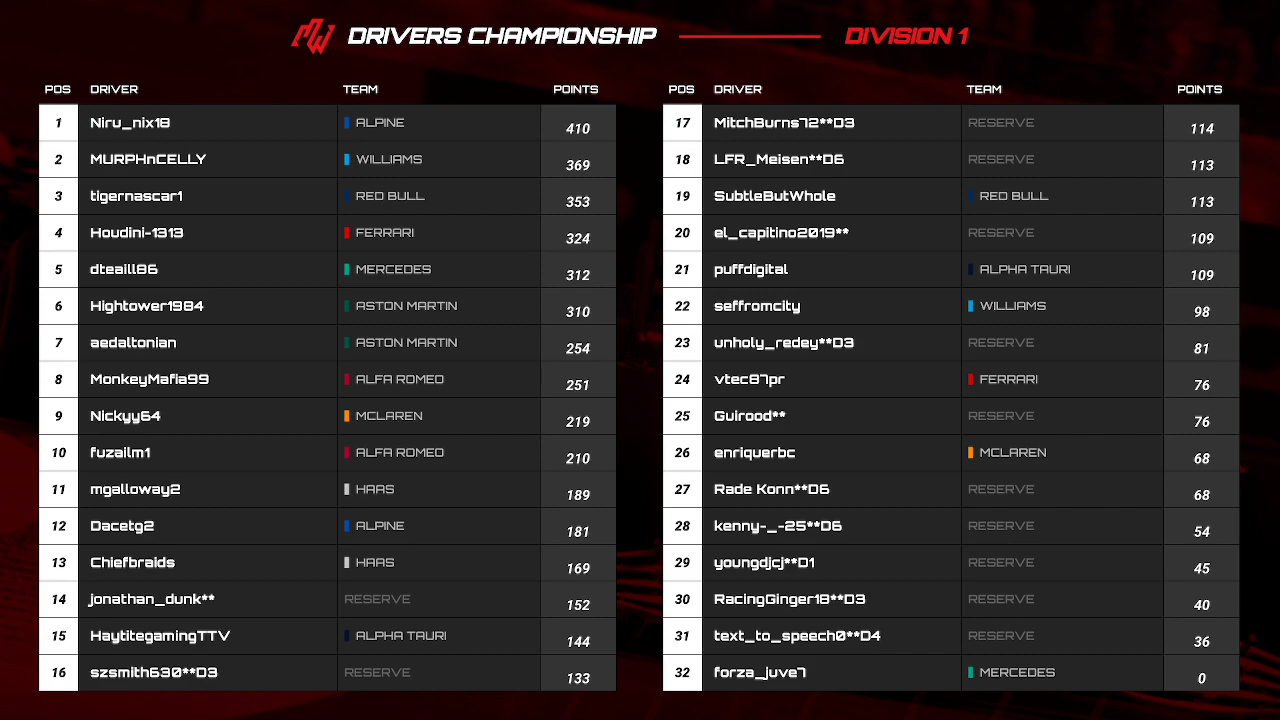 DRIVERS CHAMPIONSHIP DIVISION 1
POS DRIVER TEAM POINTS
1 Niru_nix18 ALPINE 410
2 MURPHnCELLY WILLIAMS 369
3 tigernascar1 RED BULL 353
4 Houdini-1313 FERRARI 324
5 dteaill86 MERCEDES 312
6 Hightower1984 ASTON MARTIN 310
7 aedaltonian ASTON MARTIN 254
8 MonkeyMafia99 ALFA ROMEO 251
9 Nickyy64 MCLAREN 219
10 fuzailm1 ALFA ROMEO 210
11 mgalloway2 HAAS 189
12 Dacetg2 ALPINE 181
13 Chiefbraids HAAS 169
14 jonathan_dunk** RESERVE 152
15 HaytitegamingTTV ALPHA TAURI 144
16 szsmith630**D3 RESERVE 133
POS DRIVER TEAM POINTS
17 MitchBurns72**D3 RESERVE 114
18 LFR_Meisen**D6 RESERVE 113
19 SubtleButWhole RED BULL 113
20 el_capitino2019** RESERVE 109
21 puffdigital ALPHA TAURI 109
22 seffromcity WILLIAMS 98
23 unholy_redey**D3 RESERVE 81
24 vtec87pr FERRARI 76
25 Guirood** RESERVE 76
26 enriquerbc MCLAREN 68
27 Rade Konn**D6 RESERVE 68
28 kenny-_-25**D6 RESERVE 54
29 youngdjcj**D1 RESERVE 45
30 RacingGinger18**D3 RESERVE 40
31 text_to_speech0**D4 RESERVE 36
32 forza_juve7 MERCEDES 0